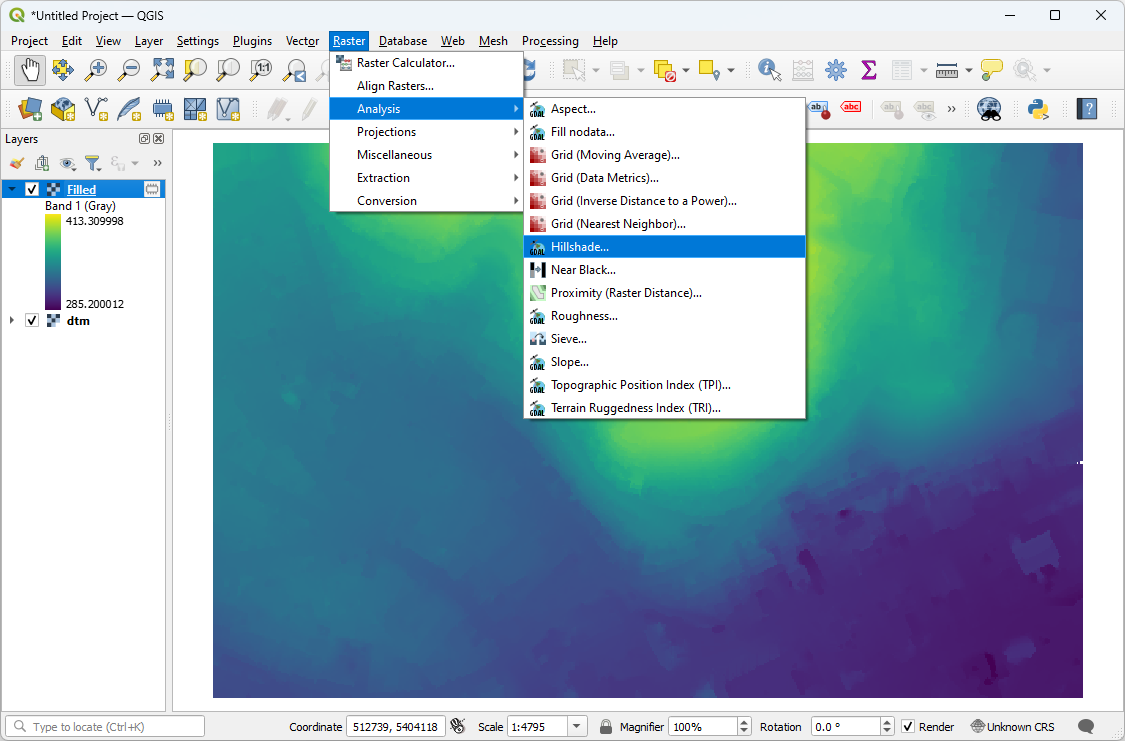 *Untitled Project — QGIS
Project Edit View Layer Settings Plugins Vector Raster Database Web Mesh Processing Help
Raster Calculator...
Align Rasters...
Analysis
Projections
Miscellaneous
Extraction
Conversion
Aspect...
Fill nodata...
Grid (Moving Average)...
Grid (Data Metrics)...
Grid (Inverse Distance to a Power)...
Grid (Nearest Neighbor)...
Hillshade...
Near Black...
Proximity (Raster Distance)...
Roughness...
Sieve...
Slope...
Topographic Position Index (TPI)...
Terrain Ruggedness Index (TRI)...
Layers
Filled
Band 1 (Gray)
413.309998
285.200012
dtm
Type to locate (Ctrl+K) Coordinate 512739, 5404118 Scale 1:4795 Magnifier 100% Rotation 0.0 ° Render Unknown CRS